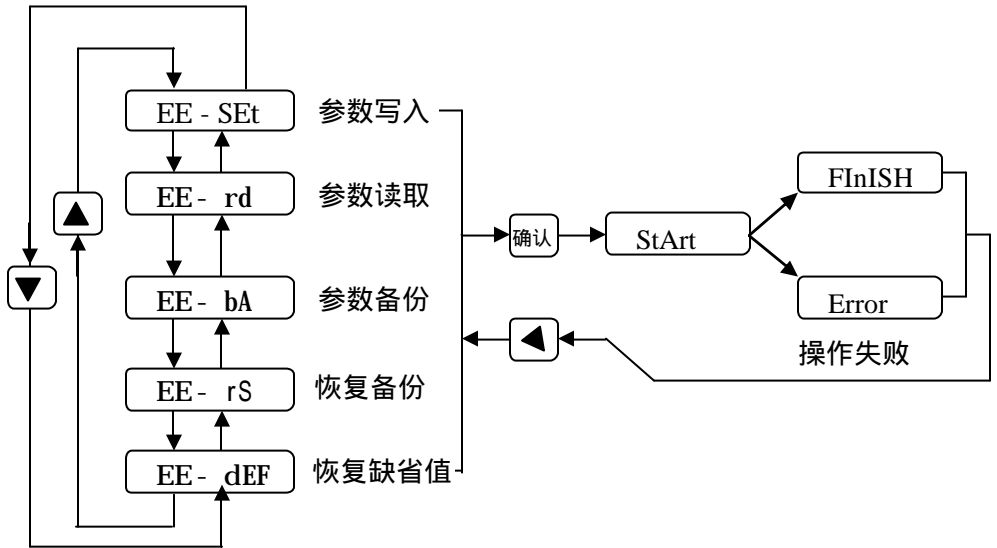 EE - SEt 参数写入
EE - rd 参数读取
EE - bA 参数备份
EE - rS 恢复备份
EE - dEF 恢复缺省值
确认
StArt
FInISH
Error
操作失败